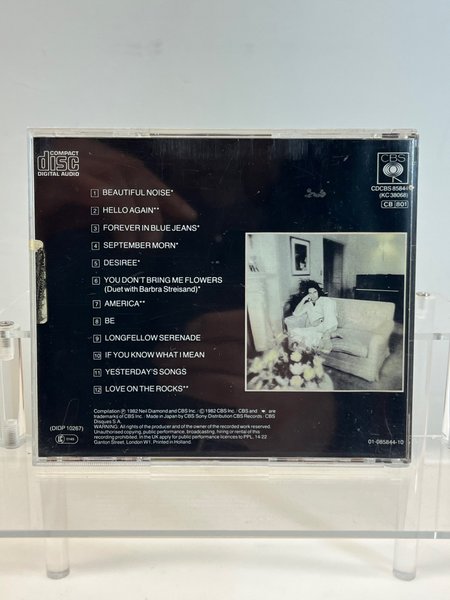 COMPACT
disc
DIGITAL AUDIO
CBS
CDCBS 85844
(KC 38068)
CB 801
1 BEAUTIFUL NOISE*
2 HELLO AGAIN**
3 FOREVER IN BLUE JEANS*
4 SEPTEMBER MORN*
5 DESIREE*
6 YOU DON'T BRING ME FLOWERS
(Duet with Barbra Streisand)*
7 AMERICA**
8 BE
9 LONGFELLOW SERENADE
10 IF YOU KNOW WHAT I MEAN
11 YESTERDAY'S SONGS
12 LOVE ON THE ROCKS**
Compilation ℗ 1982 Neil Diamond and CBS Inc. / © 1982 CBS Inc. / CBS and are
trademarks of CBS Inc. · Made in Japan by CBS Sony Distribution CBS Records · CBS
Disques S.A.
WARNING. All rights of the producer and of the owner of the recorded work reserved.
Unauthorised copying, public performance, broadcasting, hiring or rental of this
recording prohibited. In the UK apply for public performance licences to PPL, 14-22
Ganton Street, London W1. Printed in Holland.
(DIDP 10267)
01-085844-10